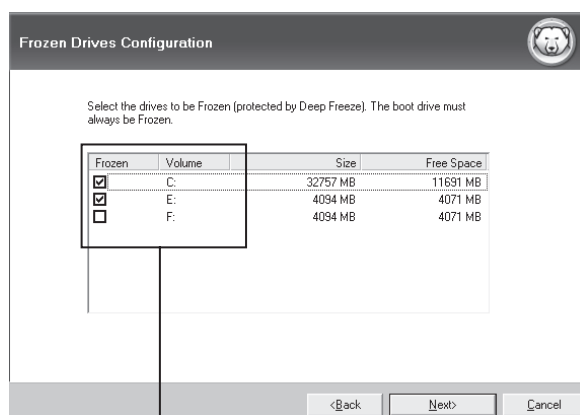 Frozen Drives Configuration
Select the drives to be Frozen (protected by Deep Freeze). The boot drive must
always be Frozen.
Frozen Volume Size Free Space
C: 32757 MB 11691 MB
E: 4094 MB 4071 MB
F: 4094 MB 4071 MB
<Back Next> Cancel